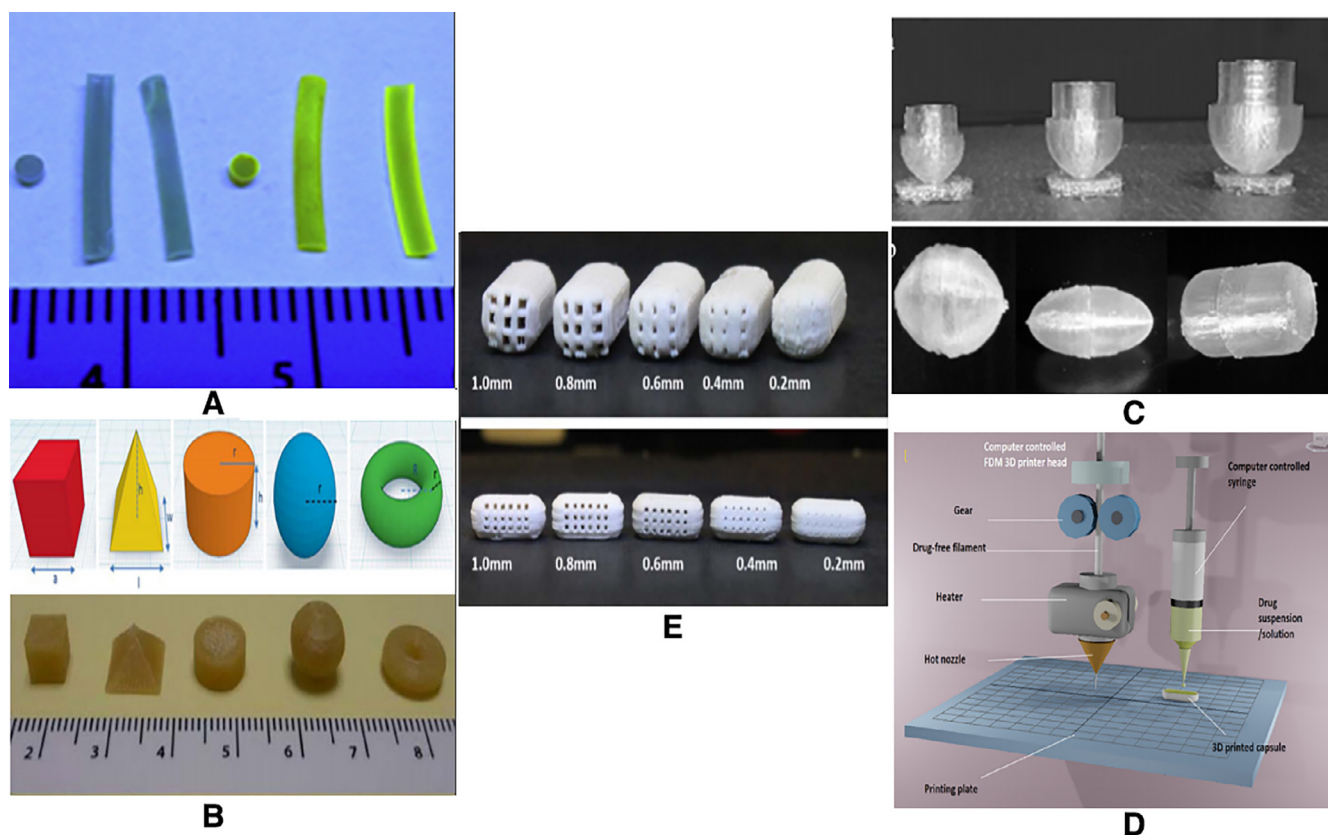 4 5
A
a
h
w
l
r
h
r
R
r
2 3 4 5 6 7 8
B
1.0mm 0.8mm 0.6mm 0.4mm 0.2mm
1.0mm 0.8mm 0.6mm 0.4mm 0.2mm
E
C
Computer controlled
FDM 3D printer head
Computer controlled
syringe
Gear
Drug-free filament
Heater
Drug
suspension
/solution
Hot nozzle
3D printed capsule
Printing plate
D